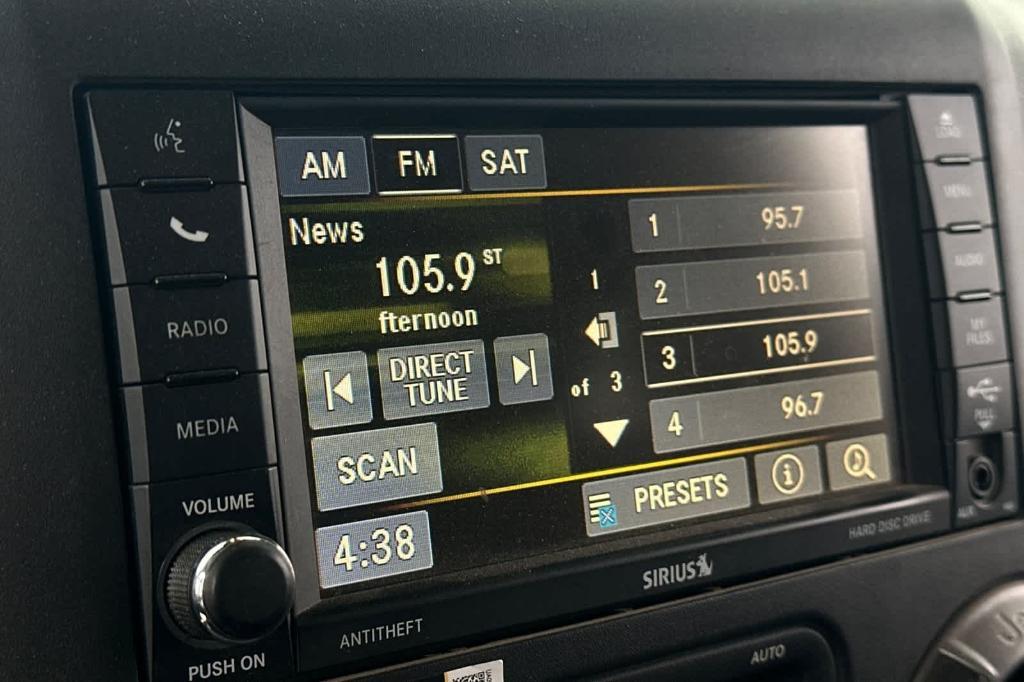 AM FM SAT
News
105.9 ST
fternoon
DIRECT
TUNE
SCAN
4:38
1
of 3
1 95.7
2 105.1
3 105.9
4 96.7
PRESETS
RADIO
MEDIA
VOLUME
PUSH ON
ANTITHEFT
SIRIUS
HARD DISC DRIVE
LOAD
MENU
AUDIO
MY
FILES
PULL
AUX
AUTO